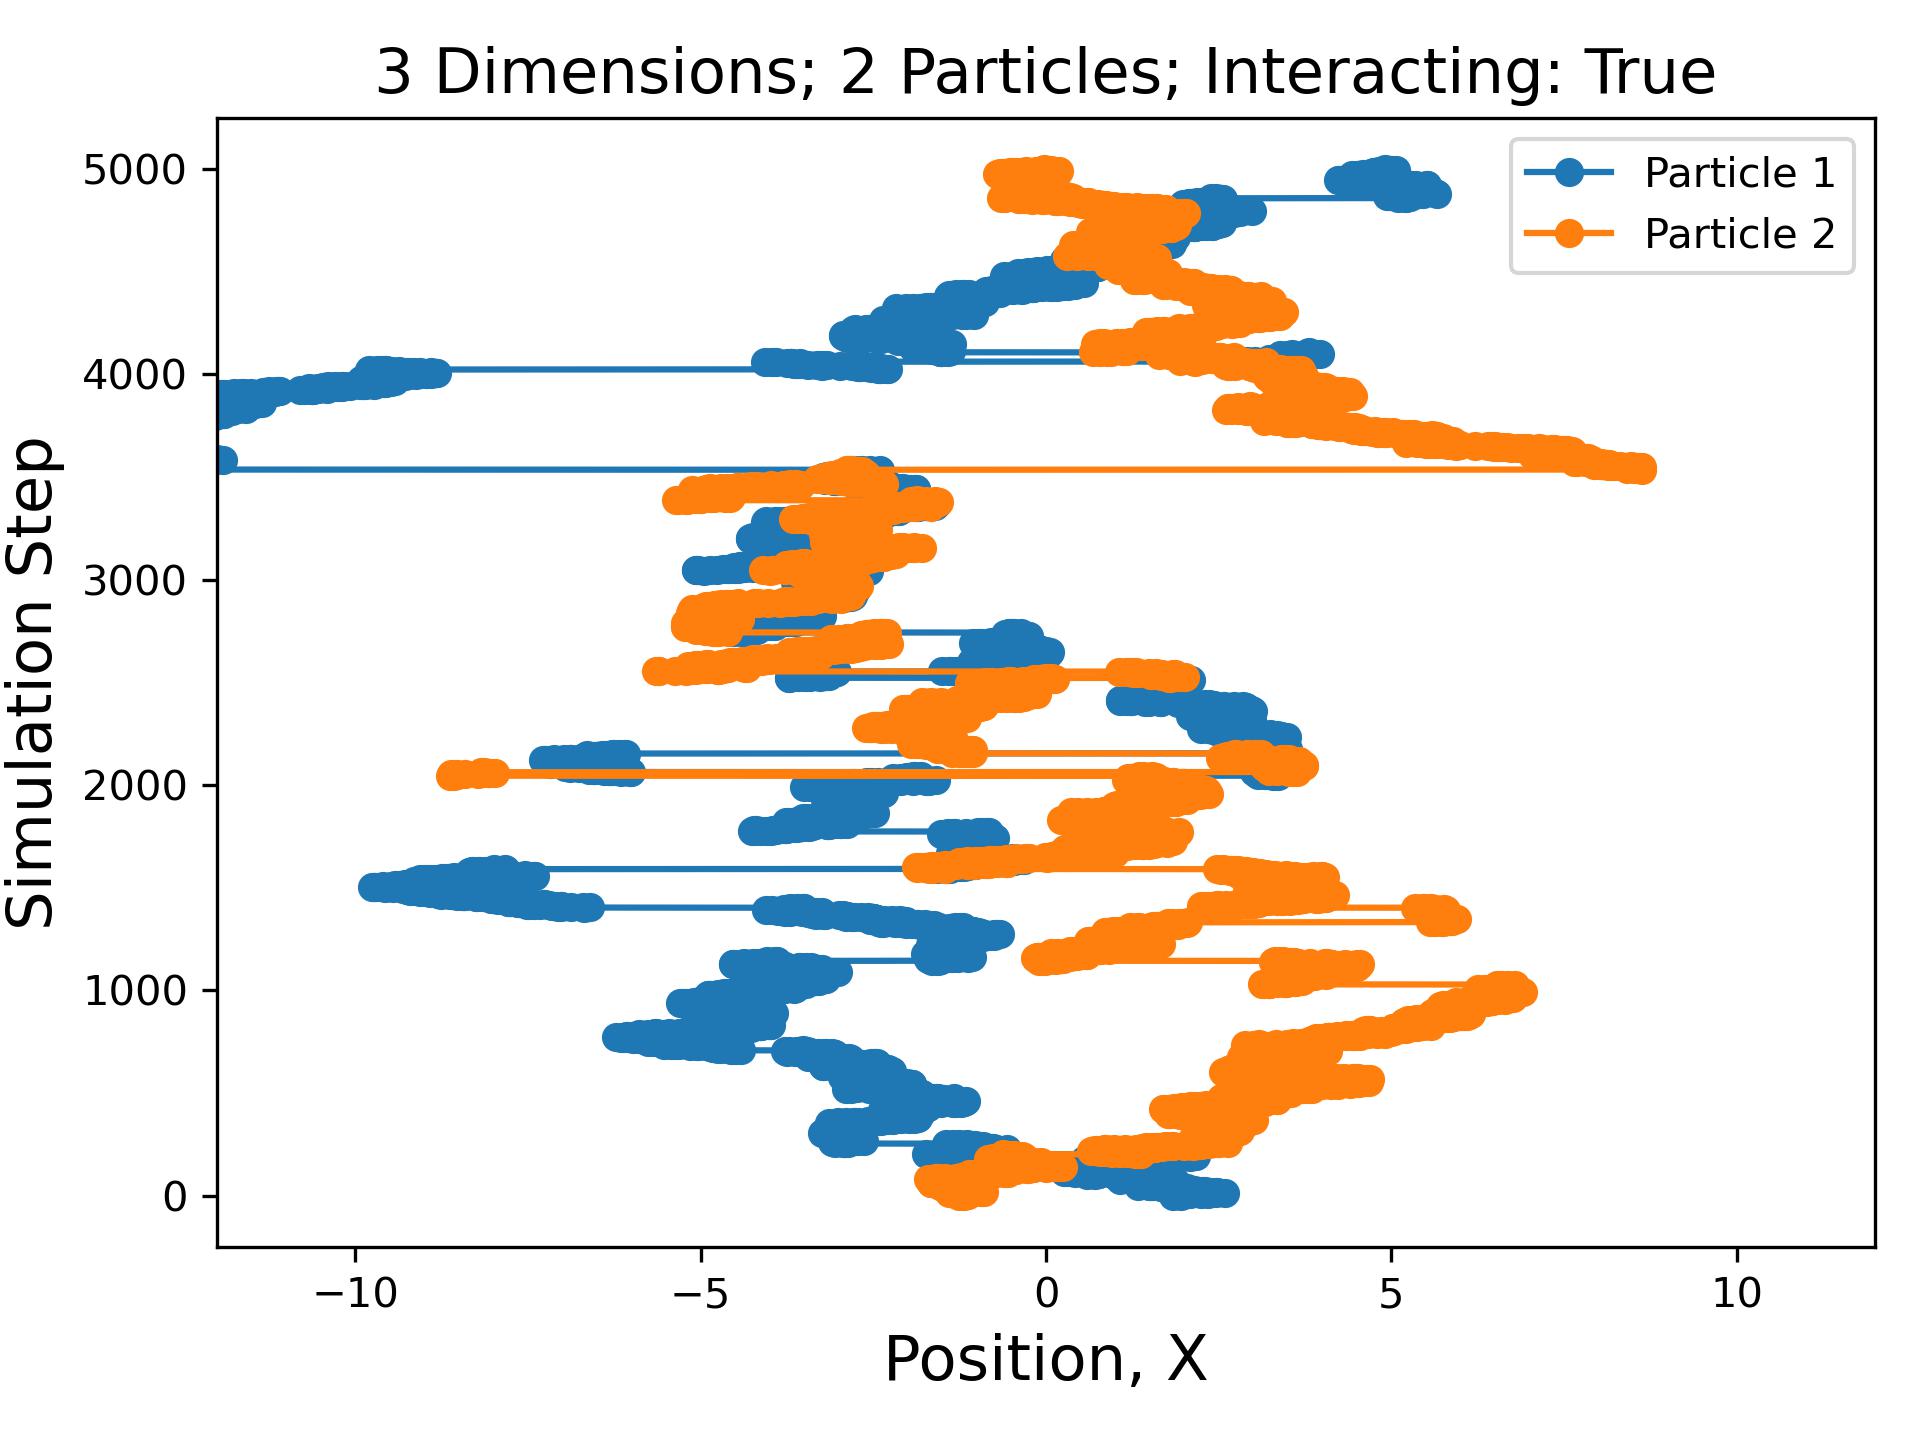 3 Dimensions; 2 Particles; Interacting: True
Particle 1
Particle 2
5000
4000
3000
2000
1000
0
Simulation Step
−10
−5
0
5
10
Position, X